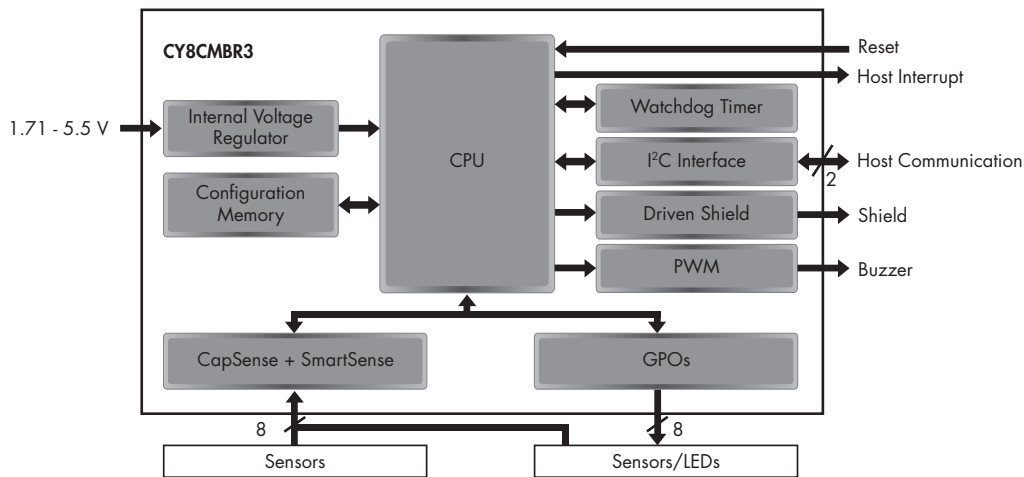 CY8CMBR3
Reset
Host Interrupt
Internal Voltage
Regulator
Watchdog Timer
1.71 - 5.5 V
CPU
I²C Interface
Host Communication
2
Configuration
Memory
Driven Shield
Shield
PWM
Buzzer
CapSense + SmartSense
GPOs
8
8
Sensors
Sensors/LEDs